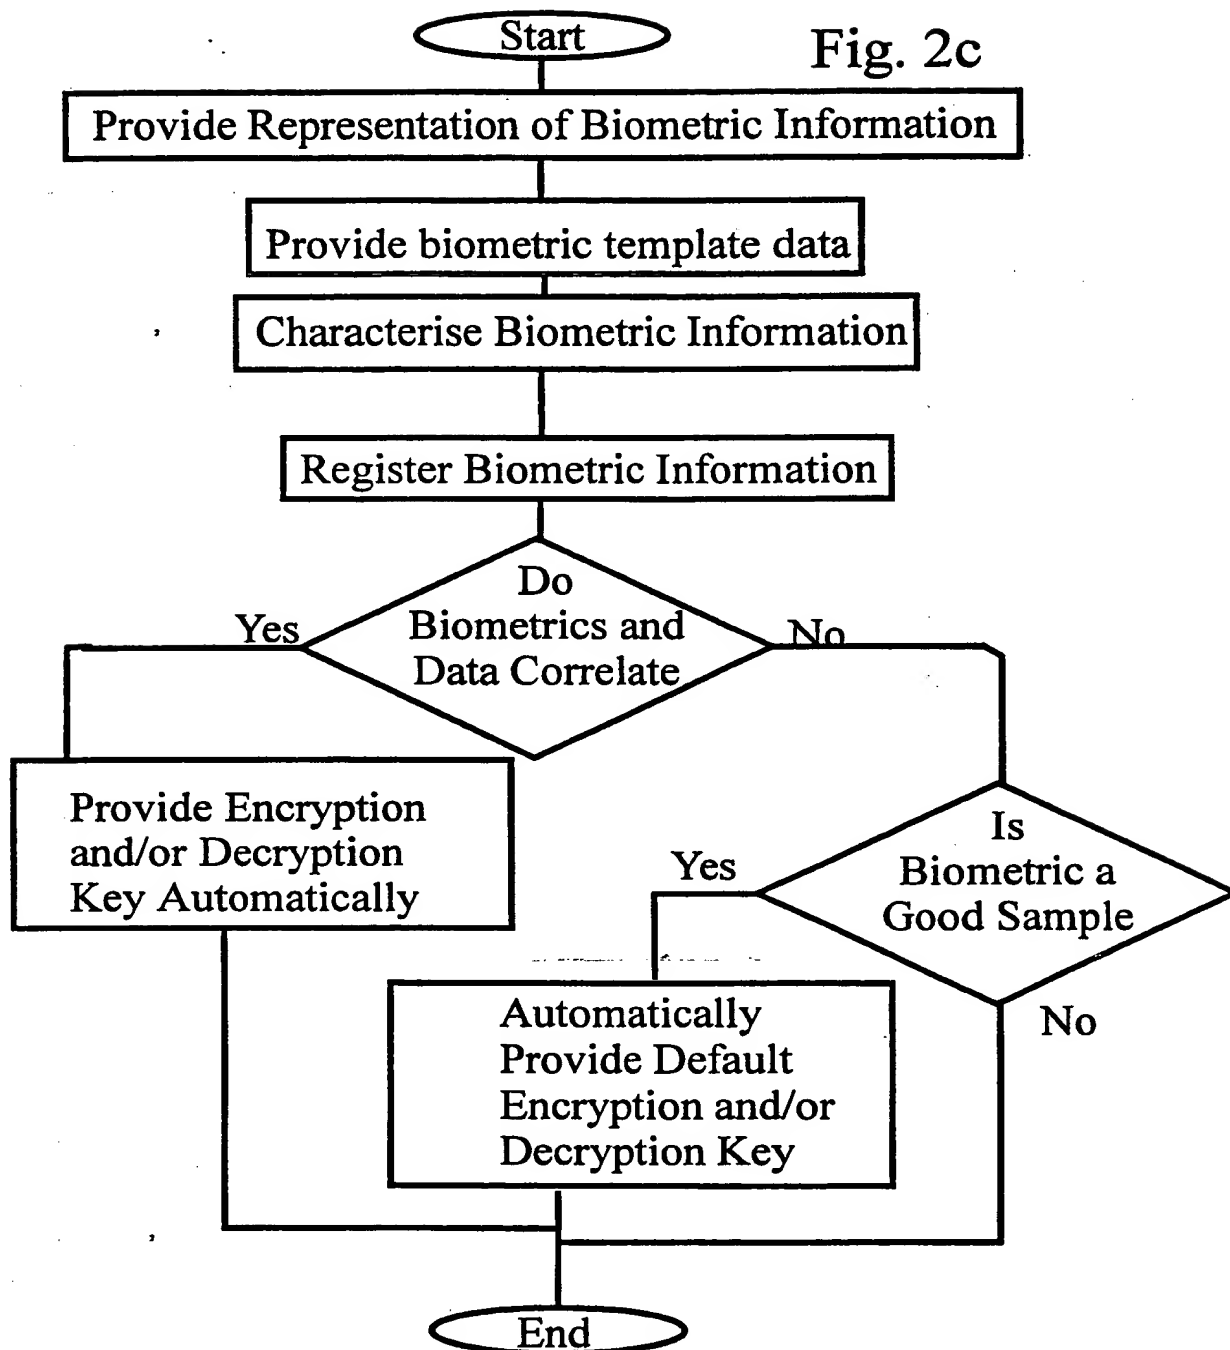 Start
Fig. 2c
Provide Representation of Biometric Information
Provide biometric template data
Characterise Biometric Information
Register Biometric Information
Do
Biometrics and
Data Correlate
Yes
No
Provide Encryption
and/or Decryption
Key Automatically
Is
Biometric a
Good Sample
Yes
No
Automatically
Provide Default
Encryption and/or
Decryption Key
End